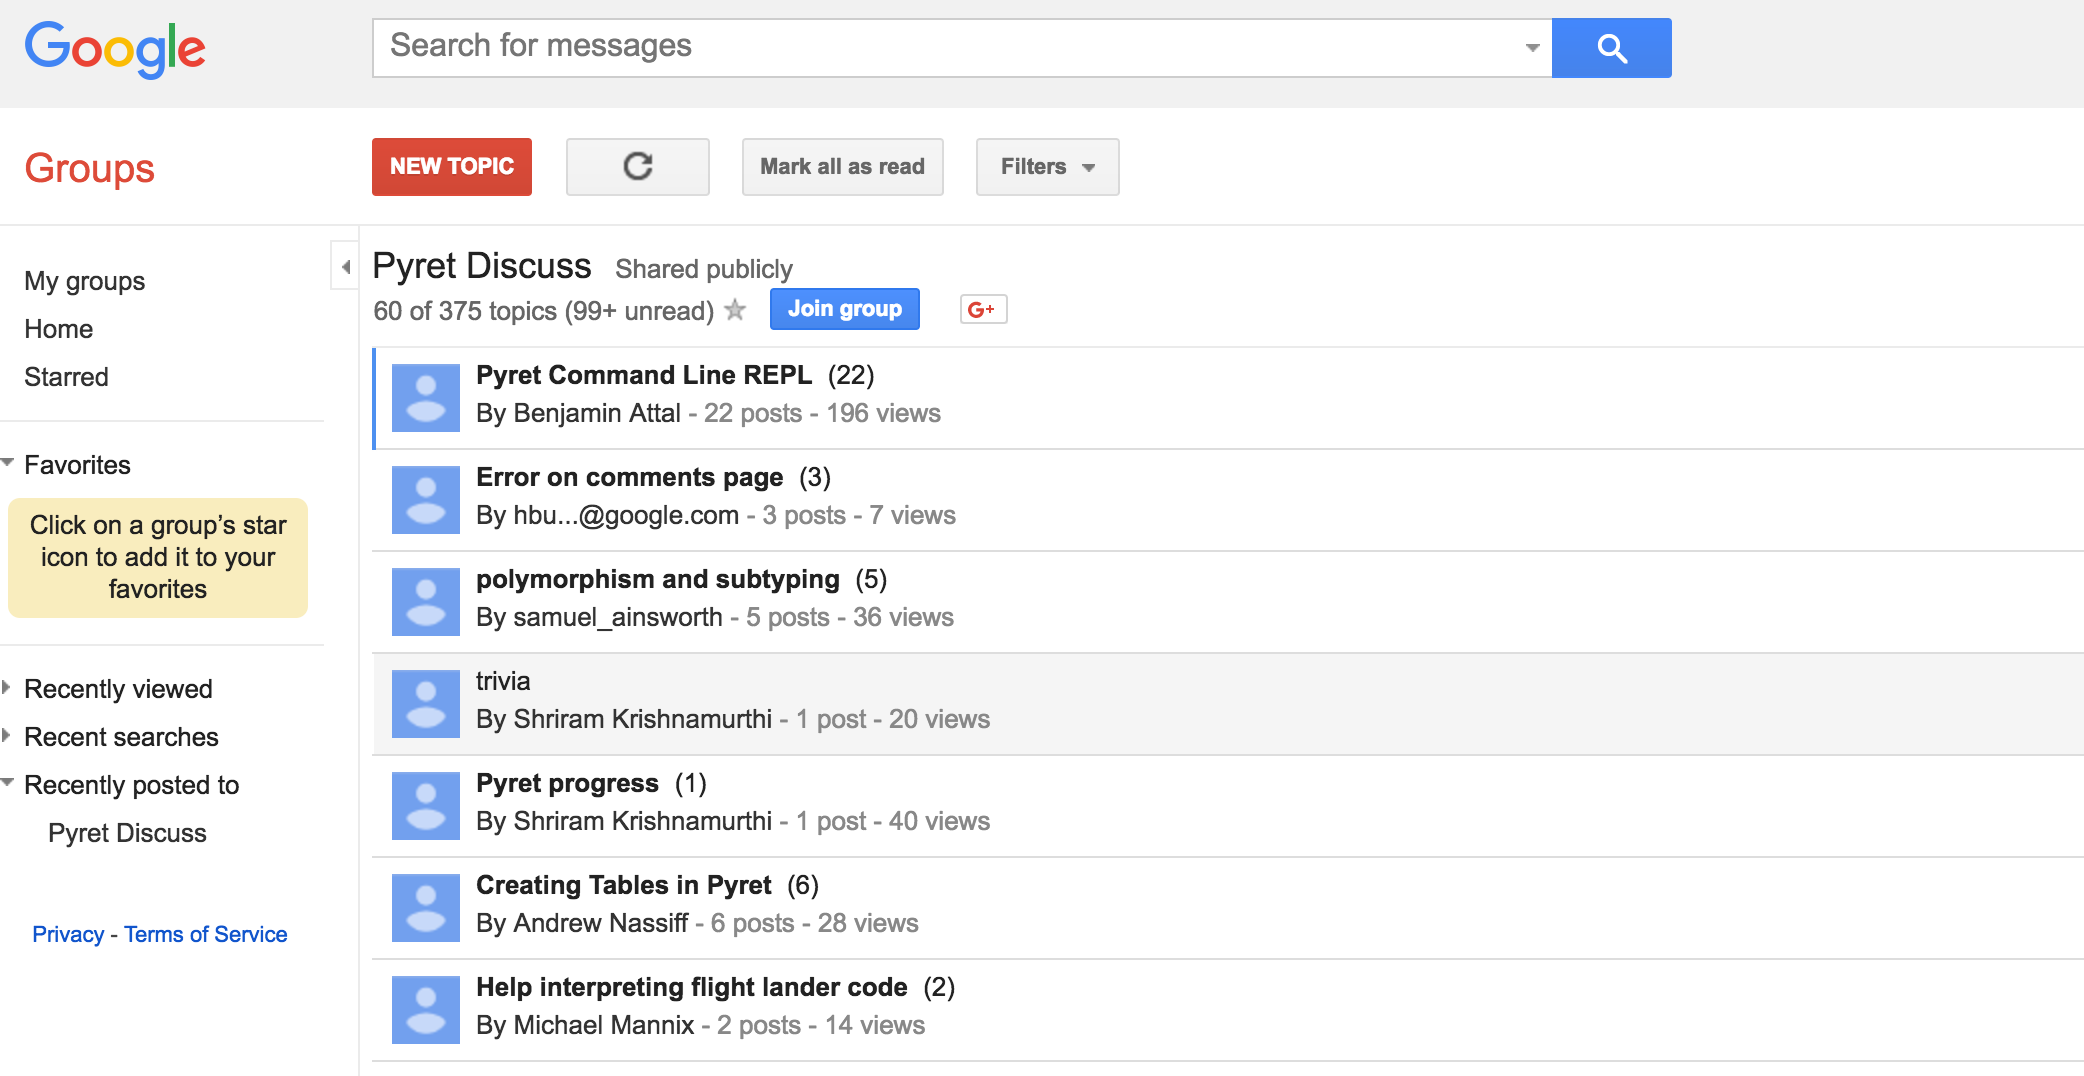 Google
Search for messages
Groups
NEW TOPIC
Mark all as read
Filters
My groups
Home
Starred
Favorites
Click on a group’s star
icon to add it to your
favorites
Recently viewed
Recent searches
Recently posted to
Pyret Discuss
Privacy - Terms of Service
Pyret Discuss Shared publicly
60 of 375 topics (99+ unread) Join group G+
Pyret Command Line REPL (22)
By Benjamin Attal - 22 posts - 196 views
Error on comments page (3)
By hbu...@google.com - 3 posts - 7 views
polymorphism and subtyping (5)
By samuel_ainsworth - 5 posts - 36 views
trivia
By Shriram Krishnamurthi - 1 post - 20 views
Pyret progress (1)
By Shriram Krishnamurthi - 1 post - 40 views
Creating Tables in Pyret (6)
By Andrew Nassiff - 6 posts - 28 views
Help interpreting flight lander code (2)
By Michael Mannix - 2 posts - 14 views